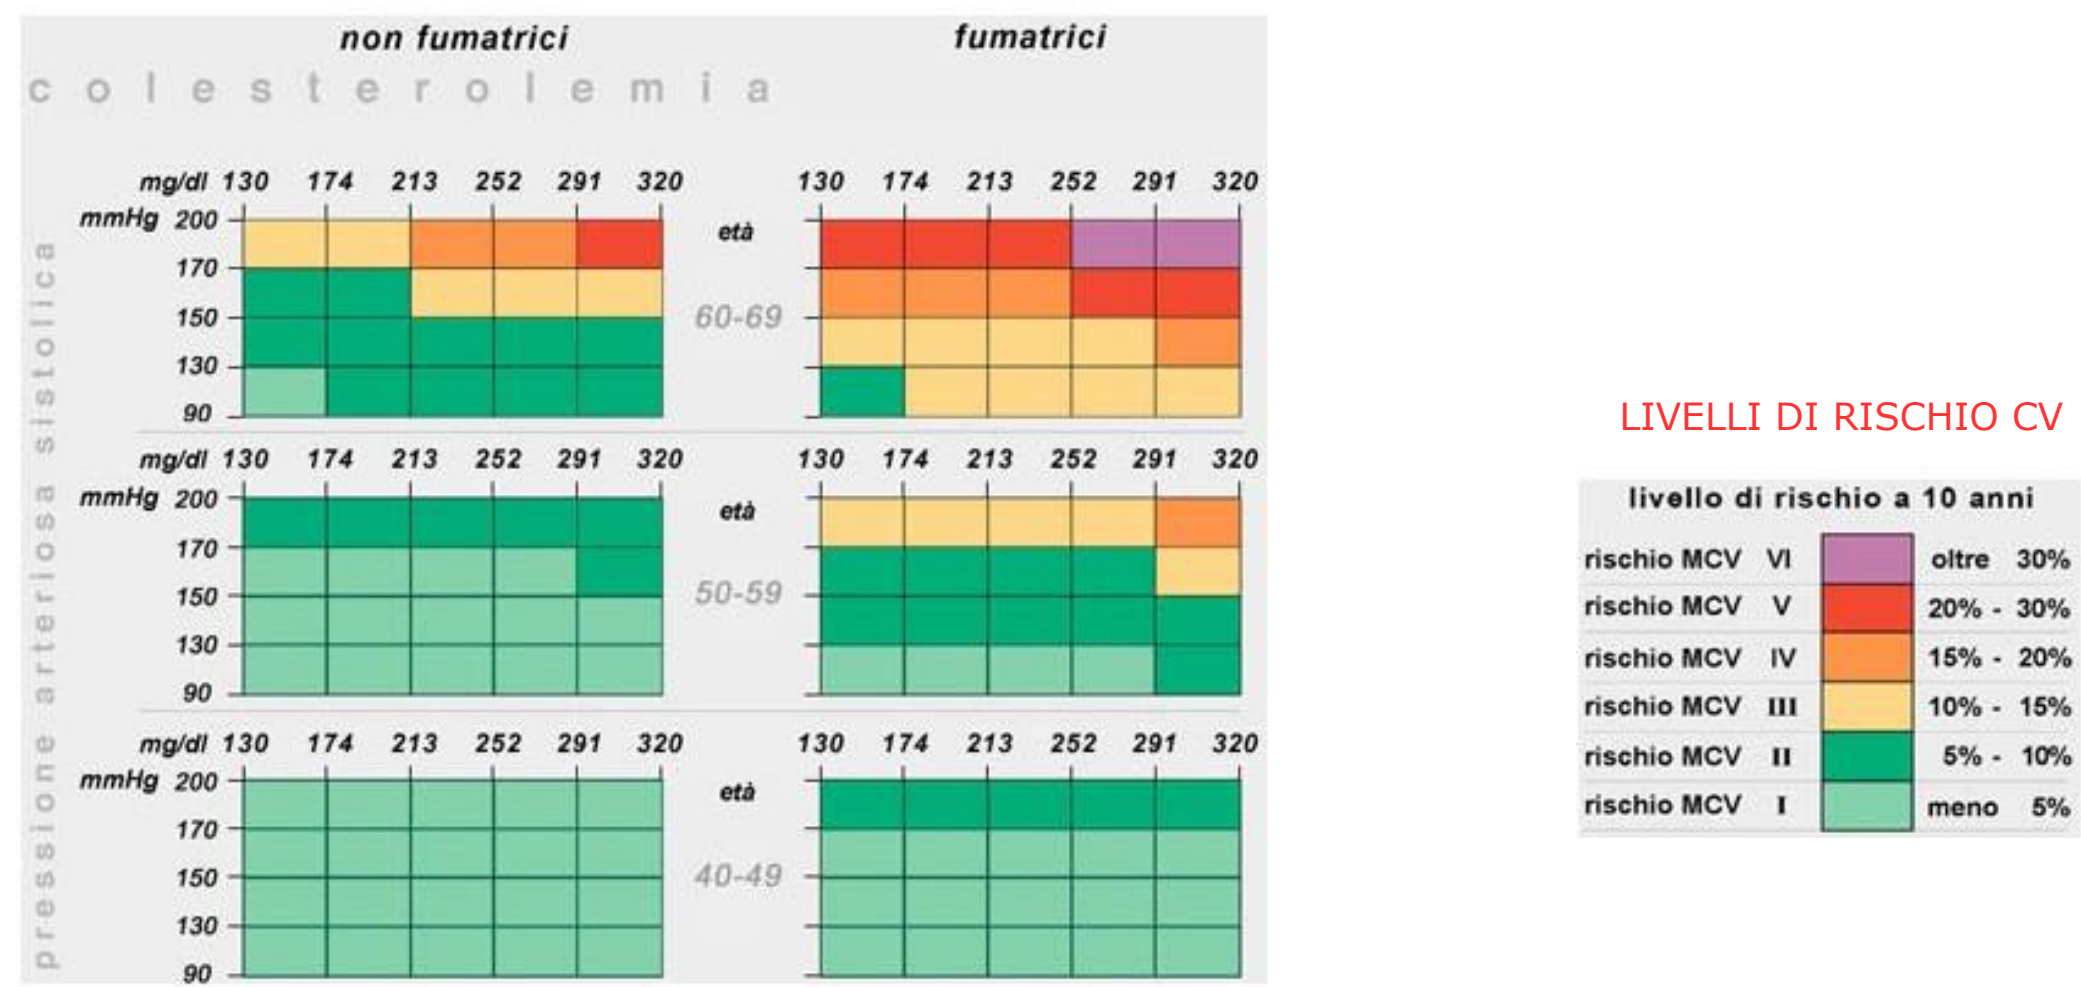 non fumatrici fumatrici
colesterolemia
mg/dl 130 174 213 252 291 320 130 174 213 252 291 320
mmHg 200 età
170
150 60-69
130
90
mg/dl 130 174 213 252 291 320 130 174 213 252 291 320
mmHg 200 età
170
150 50-59
130
90
mg/dl 130 174 213 252 291 320 130 174 213 252 291 320
mmHg 200 età
170
150 40-49
130
90
pressione arteriosa sistolica
LIVELLI DI RISCHIO CV
livello di rischio a 10 anni
rischio MCV VI oltre 30%
rischio MCV V 20% - 30%
rischio MCV IV 15% - 20%
rischio MCV III 10% - 15%
rischio MCV II 5% - 10%
rischio MCV I meno 5%